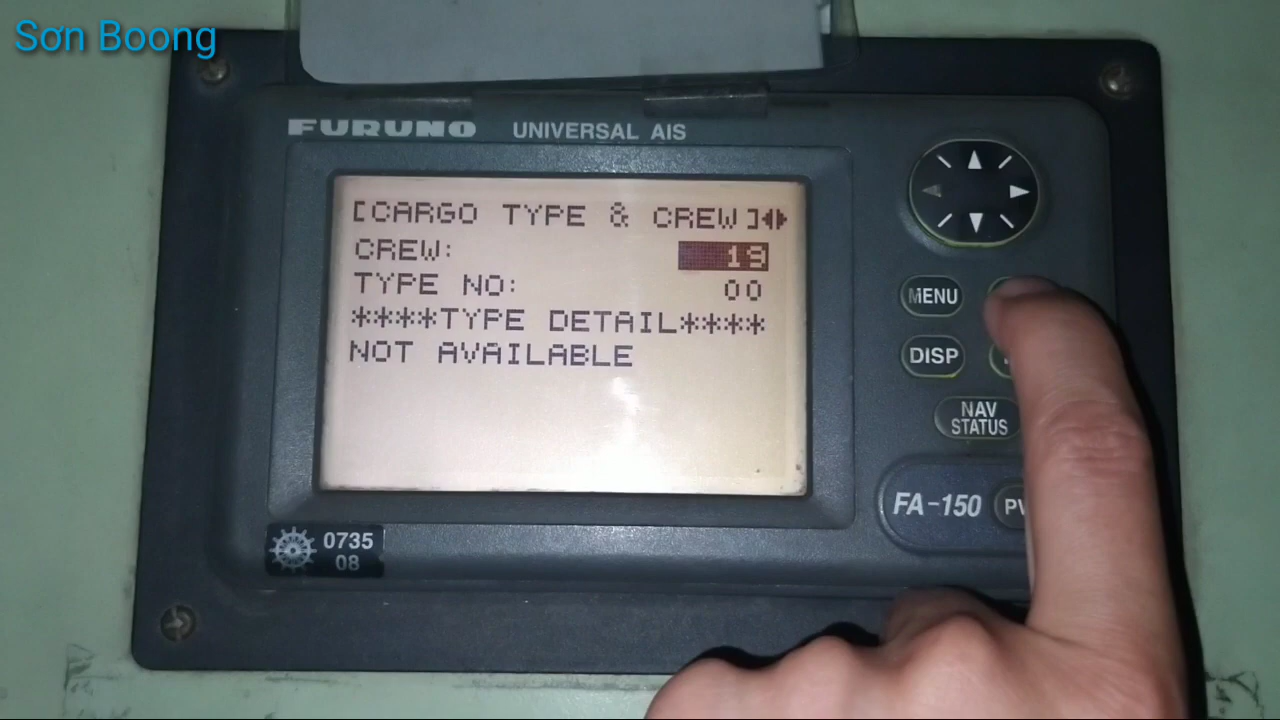 Sơn Boong
FURUNO UNIVERSAL AIS
[CARGO TYPE & CREW]
CREW: 19
TYPE NO: 00
****TYPE DETAIL****
NOT AVAILABLE
MENU
DISP
NAV
STATUS
FA-150
0735
08